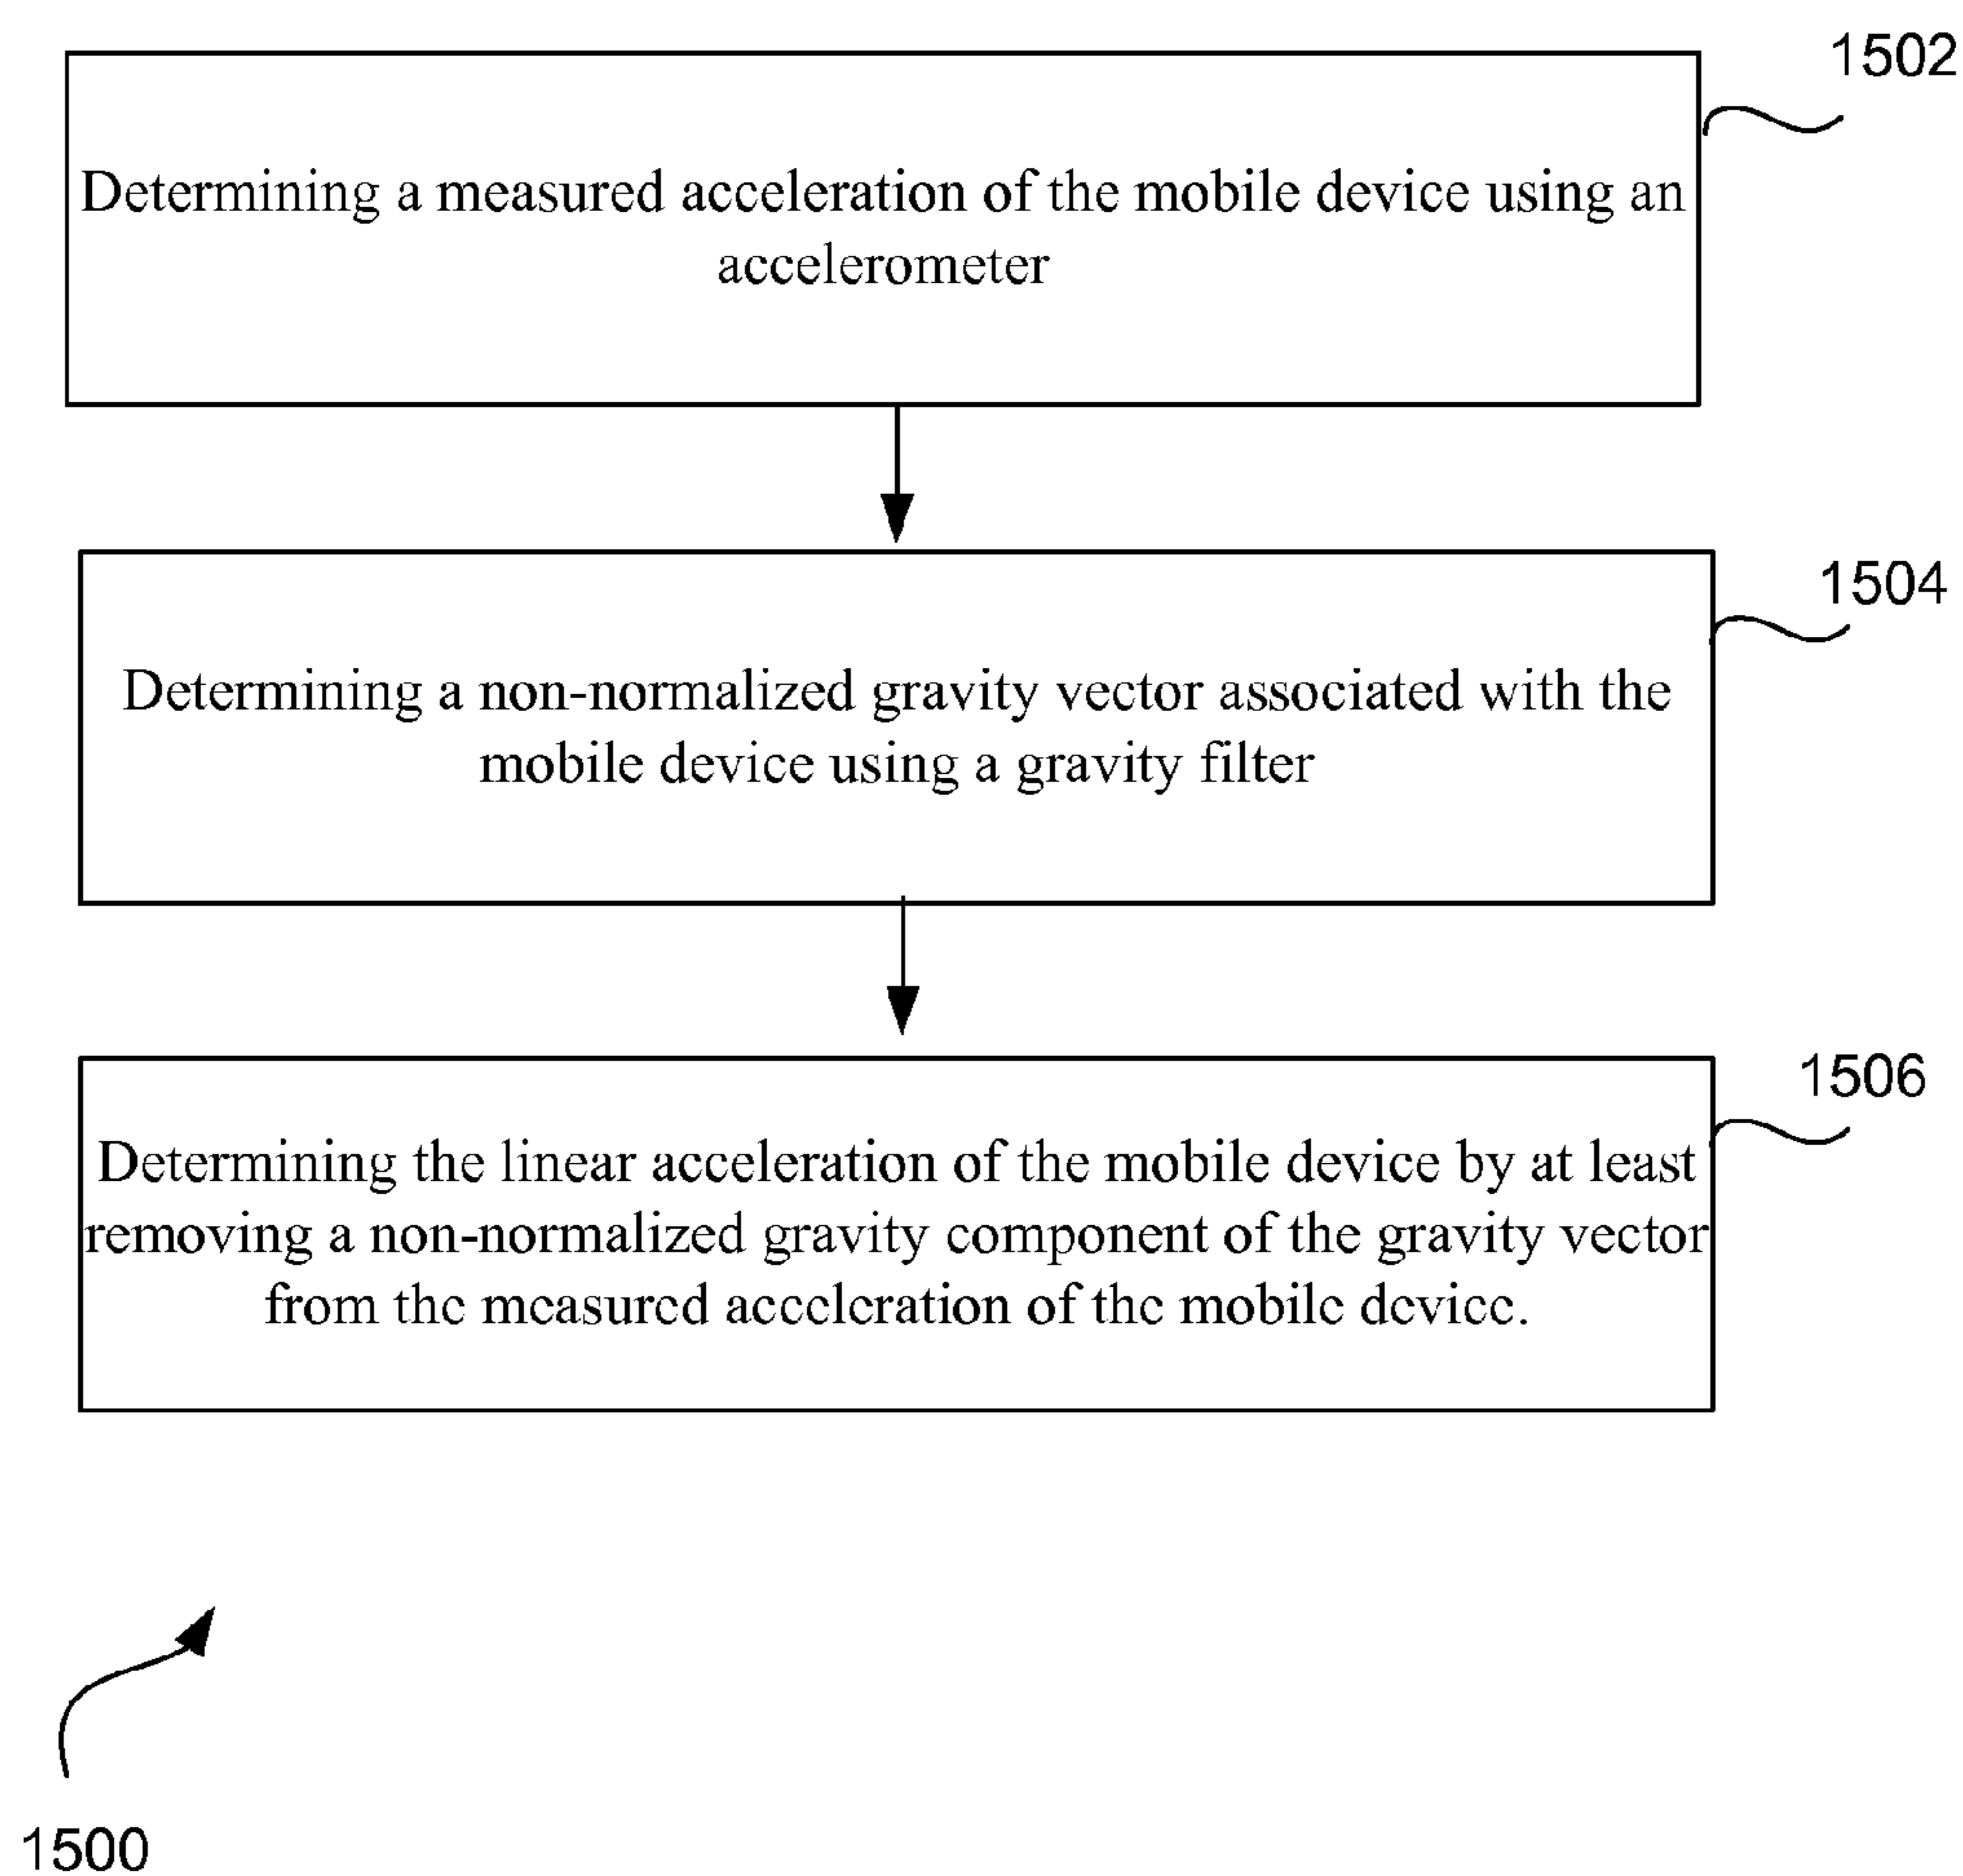 1502
Determining a measured acceleration of the mobile device using an
accelerometer
1504
Determining a non-normalized gravity vector associated with the
mobile device using a gravity filter
1506
Determining the linear acceleration of the mobile device by at least
removing a non-normalized gravity component of the gravity vector
from the measured acceleration of the mobile device.
1500